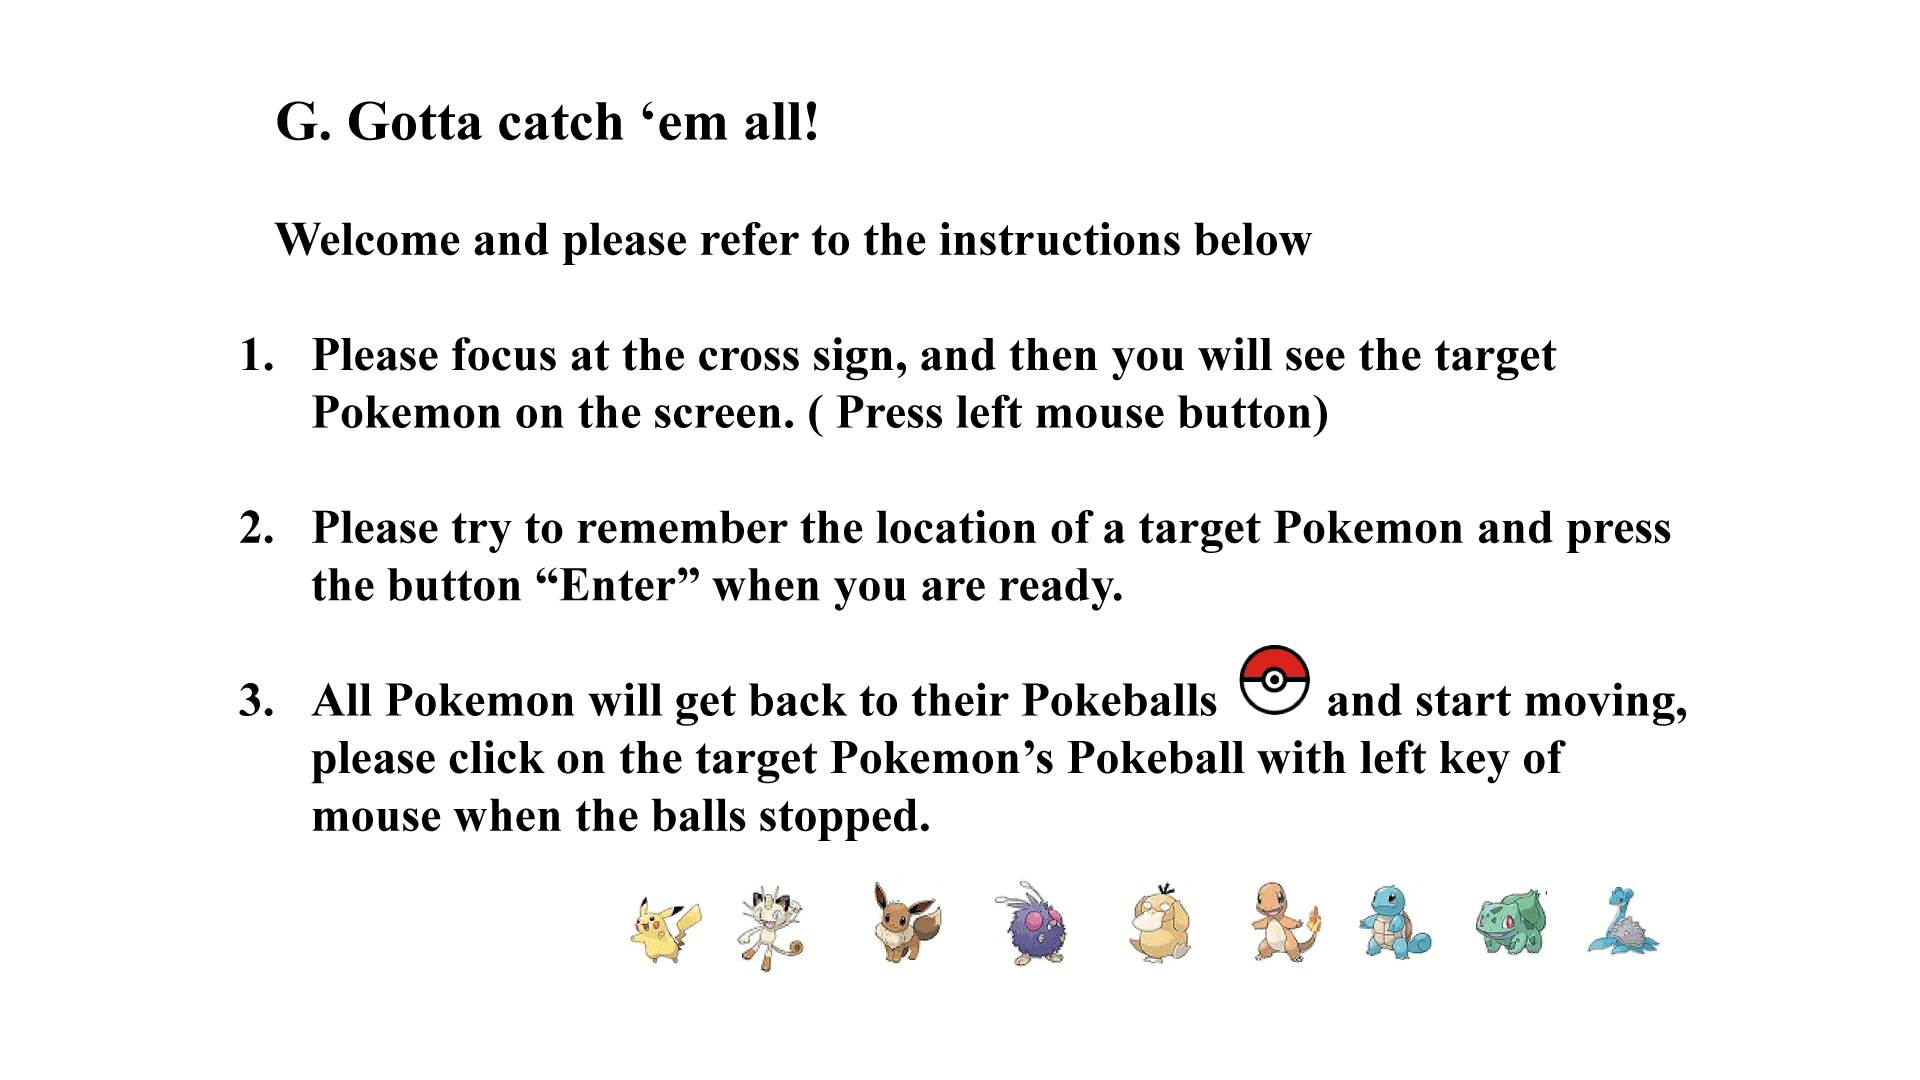 G. Gotta catch ‘em all!
Welcome and please refer to the instructions below
1. Please focus at the cross sign, and then you will see the target
Pokemon on the screen. ( Press left mouse button)
2. Please try to remember the location of a target Pokemon and press
the button “Enter” when you are ready.
3. All Pokemon will get back to their Pokeballs and start moving,
please click on the target Pokemon’s Pokeball with left key of
mouse when the balls stopped.